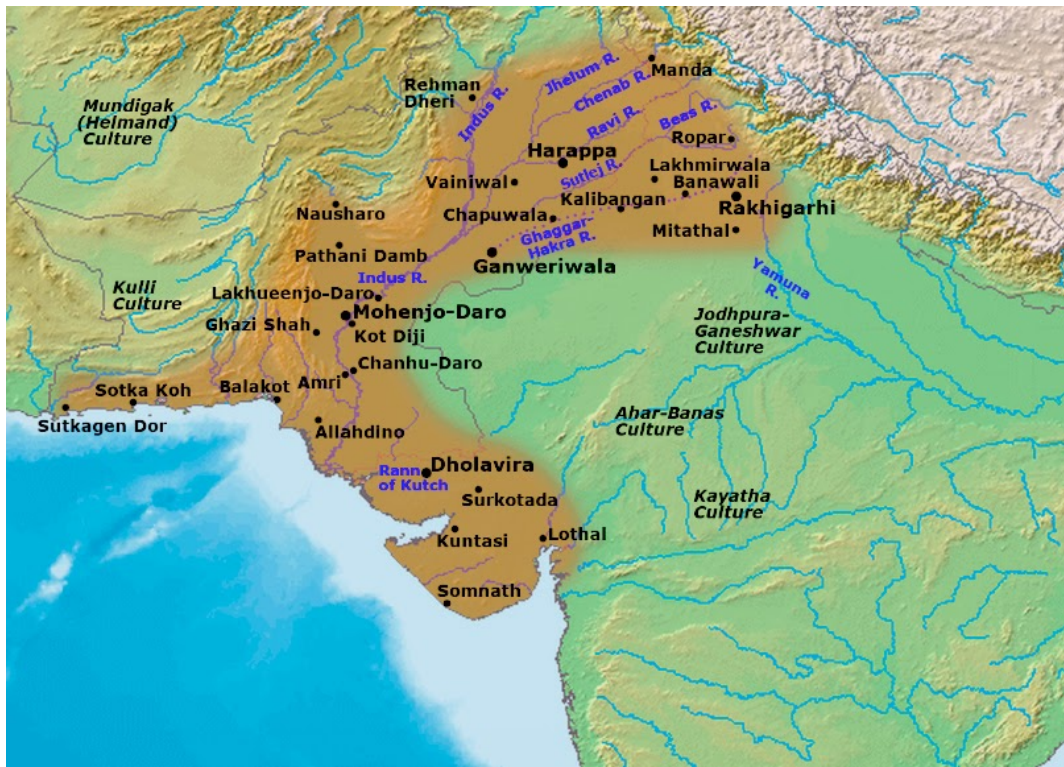 Manda
Jhelum R.
Rehman
Dheri
Indus R.
Chenab R.
Mundigak
(Helmand)
Culture
Ravi R.
Beas R.
Ropar
Harappa
Lakhmirwala
Sutlej R.
Vainiwal
Banawali
Kalibangan
Rakhigarhi
Nausharo
Chapuwala
Mitathal
Ghaggar-
Hakra R.
Pathani Damb
Ganweriwala
Indus R.
Yamuna
R.
Kulli
Culture
Lakhueenjo-Daro
Mohenjo-Daro
Jodhpura-
Ganeshwar
Culture
Ghazi Shah
Kot Diji
Chanhu-Daro
Amri
Balakot
Sotka Koh
Sutkagen Dor
Allahdino
Ahar-Banas
Culture
Dholavira
Rann
of Kutch
Surkotada
Kayatha
Culture
Kuntasi
Lothal
Somnath